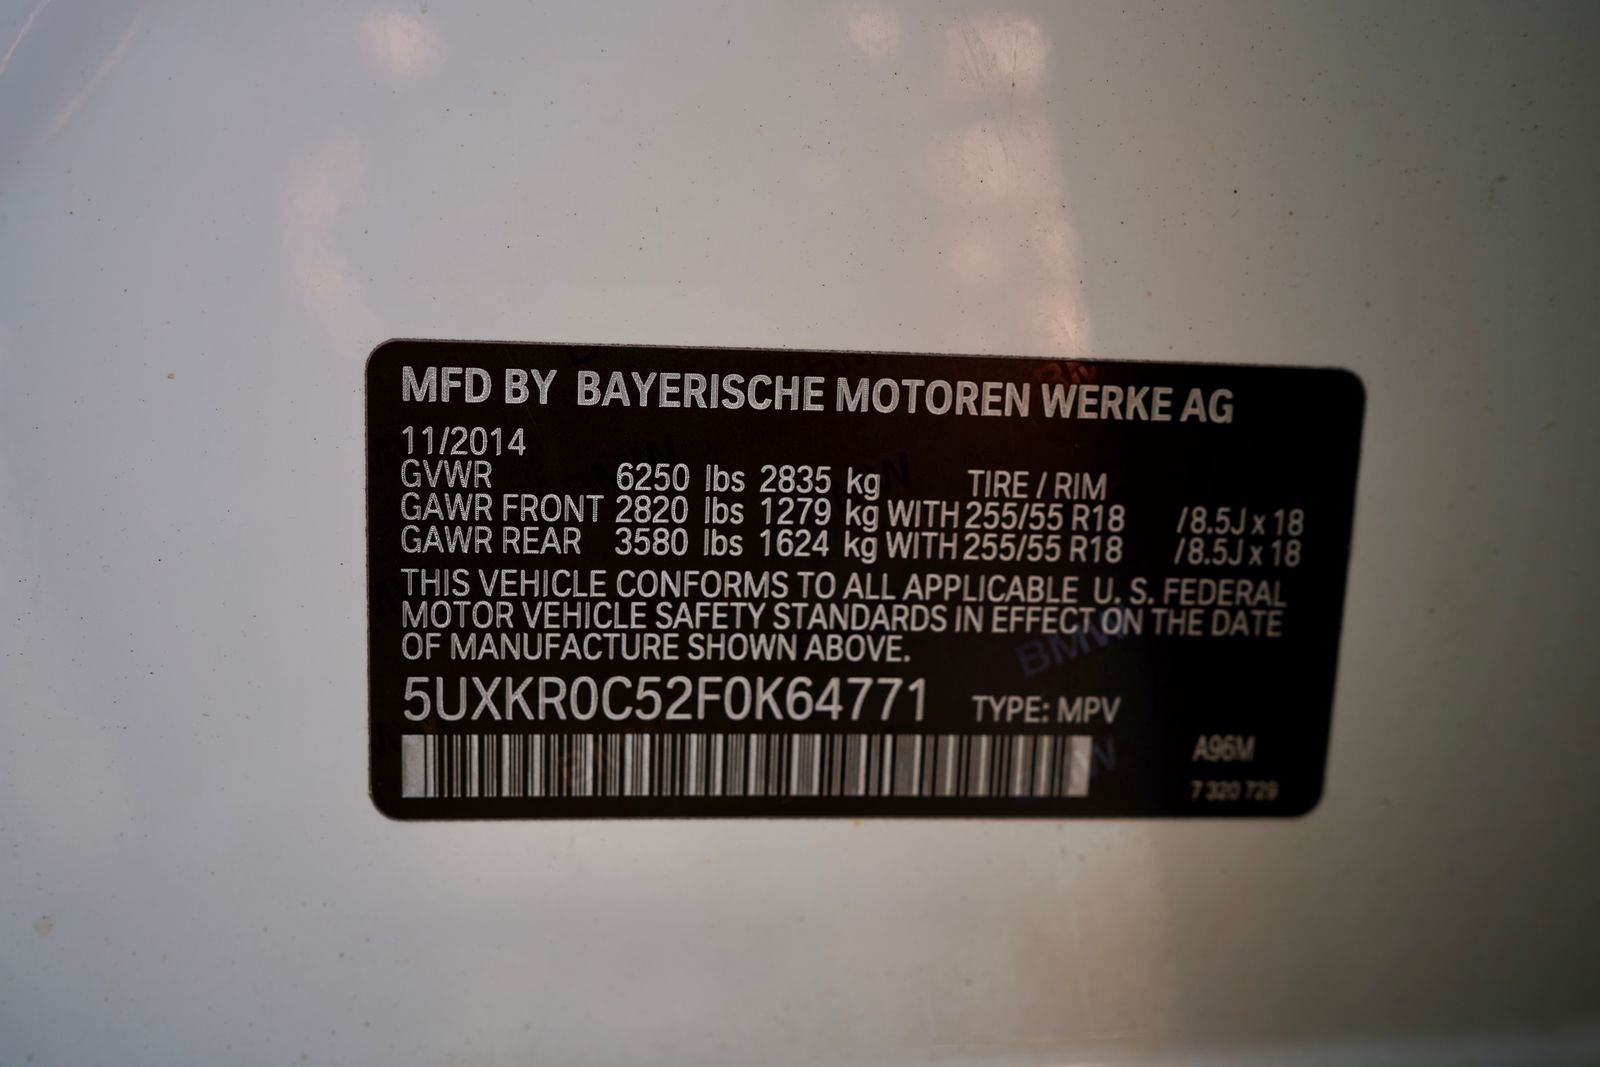 MFD BY BAYERISCHE MOTOREN WERKE AG
11/2014
GVWR 6250 lbs 2835 kg TIRE / RIM
GAWR FRONT 2820 lbs 1279 kg WITH 255/55 R18 /8.5J x 18
GAWR REAR 3580 lbs 1624 kg WITH 255/55 R18 /8.5J x 18
THIS VEHICLE CONFORMS TO ALL APPLICABLE U. S. FEDERAL
MOTOR VEHICLE SAFETY STANDARDS IN EFFECT ON THE DATE
OF MANUFACTURE SHOWN ABOVE.
5UXKR0C52F0K64771 TYPE: MPV
A96M
7 320 729